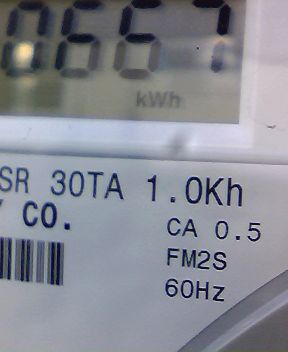 0667
kWh
SR 30TA 1.0Kh
Y CO.
CA 0.5
FM2S
60Hz